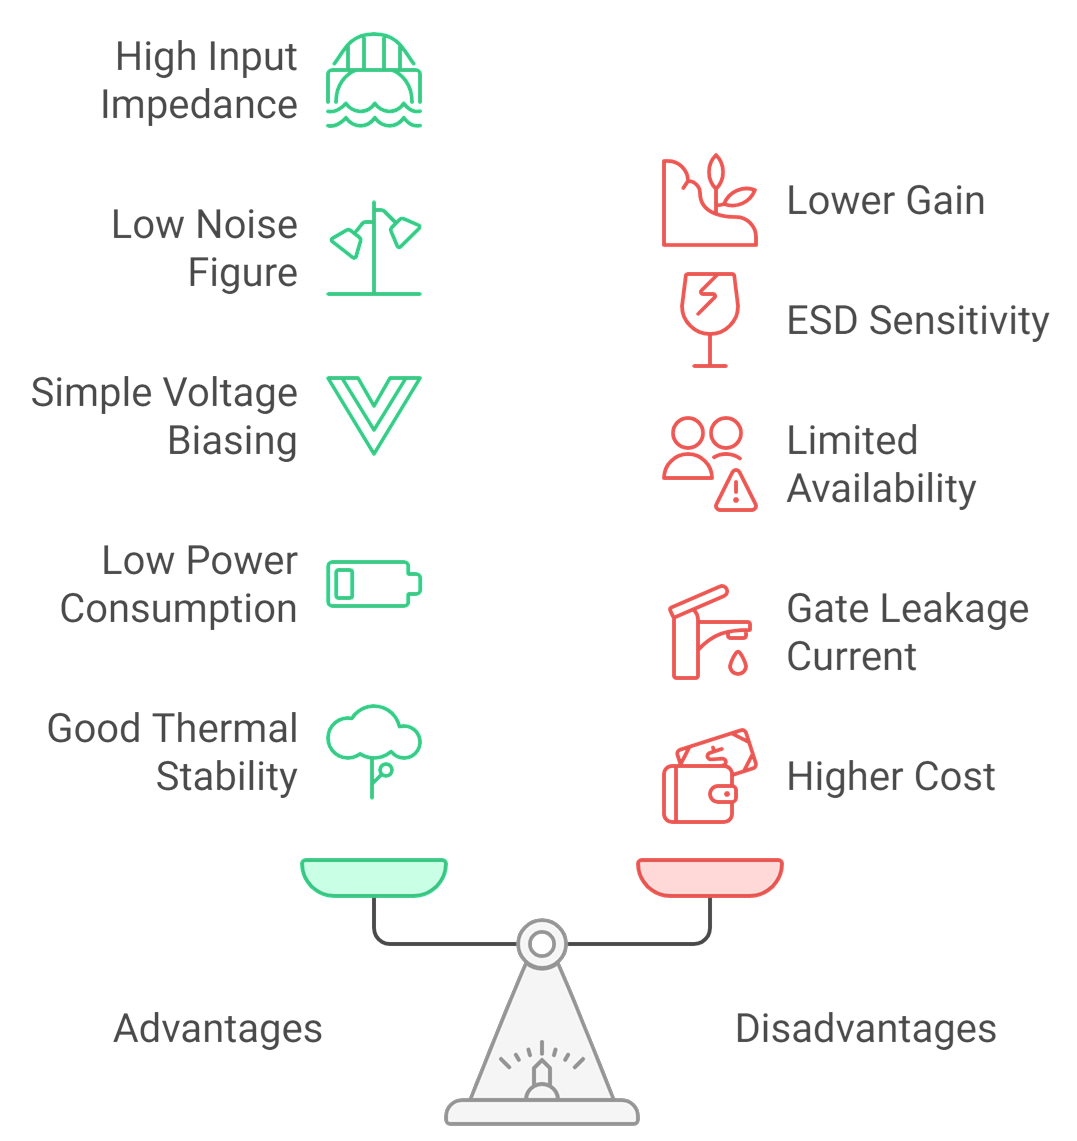 High Input
Impedance
Low Noise
Figure
Simple Voltage
Biasing
Low Power
Consumption
Good Thermal
Stability
Lower Gain
ESD Sensitivity
Limited
Availability
Gate Leakage
Current
Higher Cost
Advantages
Disadvantages